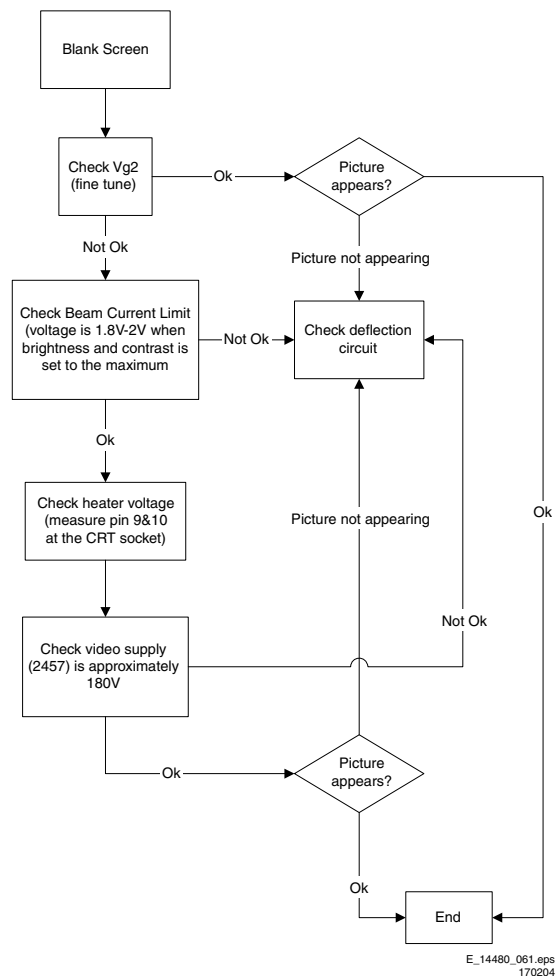 Blank Screen
Check Vg2
(fine tune)
Ok
Picture
appears?
Not Ok
Picture not appearing
Check Beam Current Limit
(voltage is 1.8V-2V when
brightness and contrast is
set to the maximum
Not Ok
Check deflection
circuit
Ok
Check heater voltage
(measure pin 9&10
at the CRT socket)
Picture not appearing
Ok
Not Ok
Check video supply
(2457) is approximately
180V
Ok
Picture
appears?
Ok
End
E_14480_061.eps
170204